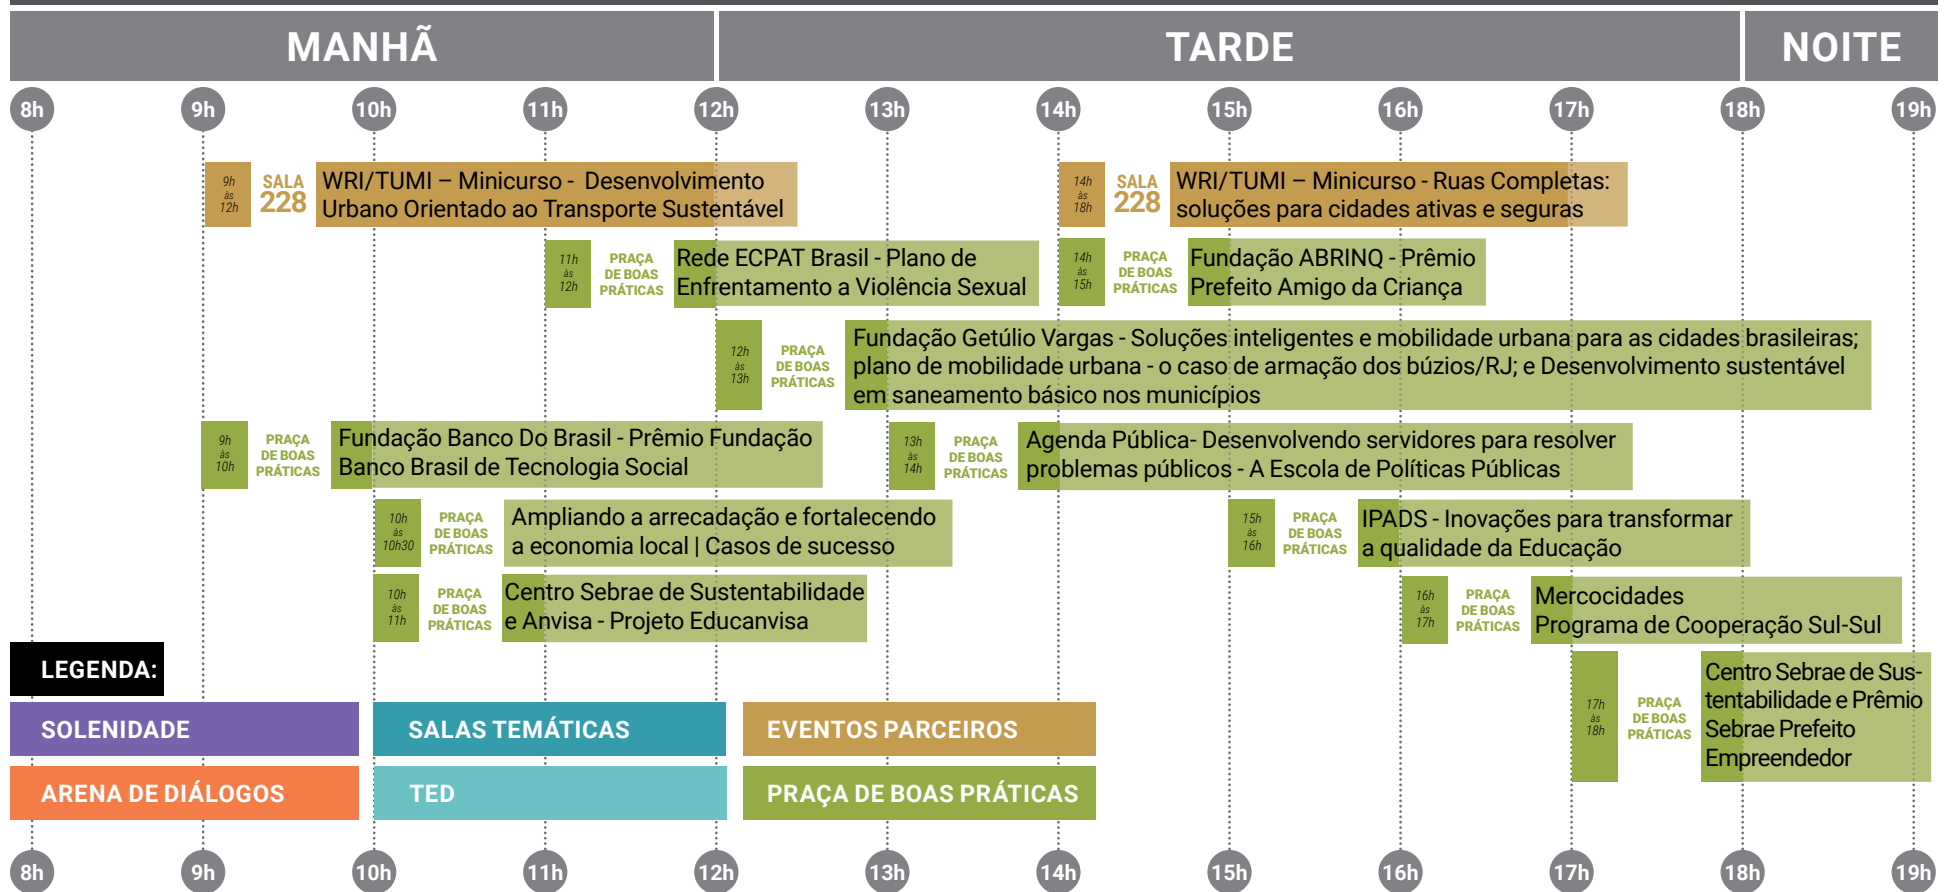 MANHÃ
TARDE
NOITE
8h
9h
10h
11h
12h
13h
14h
15h
16h
17h
18h
19h
9h
às
12h
SALA
228
WRI/TUMI – Minicurso - Desenvolvimento
Urbano Orientado ao Transporte Sustentável
14h
às
18h
SALA
228
WRI/TUMI – Minicurso - Ruas Completas:
soluções para cidades ativas e seguras
11h
às
12h
PRAÇA
DE BOAS
PRÁTICAS
Rede ECPAT Brasil - Plano de
Enfrentamento a Violência Sexual
14h
às
15h
PRAÇA
DE BOAS
PRÁTICAS
Fundação ABRINQ - Prêmio
Prefeito Amigo da Criança
12h
às
13h
PRAÇA
DE BOAS
PRÁTICAS
Fundação Getúlio Vargas - Soluções inteligentes e mobilidade urbana para as cidades brasileiras;
plano de mobilidade urbana - o caso de armação dos búzios/RJ; e Desenvolvimento sustentável
em saneamento básico nos municípios
9h
às
10h
PRAÇA
DE BOAS
PRÁTICAS
Fundação Banco Do Brasil - Prêmio Fundação
Banco Brasil de Tecnologia Social
13h
às
14h
PRAÇA
DE BOAS
PRÁTICAS
Agenda Pública- Desenvolvendo servidores para resolver
problemas públicos - A Escola de Políticas Públicas
10h
às
10h30
PRAÇA
DE BOAS
PRÁTICAS
Ampliando a arrecadação e fortalecendo
a economia local | Casos de sucesso
15h
às
16h
PRAÇA
DE BOAS
PRÁTICAS
IPADS - Inovações para transformar
a qualidade da Educação
10h
às
11h
PRAÇA
DE BOAS
PRÁTICAS
Centro Sebrae de Sustentabilidade
e Anvisa - Projeto Educanvisa
16h
às
17h
PRAÇA
DE BOAS
PRÁTICAS
Mercocidades
Programa de Cooperação Sul-Sul
17h
às
18h
PRAÇA
DE BOAS
PRÁTICAS
Centro Sebrae de Sus-
tentabilidade e Prêmio
Sebrae Prefeito
Empreendedor
LEGENDA:
SOLENIDADE
SALAS TEMÁTICAS
EVENTOS PARCEIROS
ARENA DE DIÁLOGOS
TED
PRAÇA DE BOAS PRÁTICAS
8h
9h
10h
11h
12h
13h
14h
15h
16h
17h
18h
19h